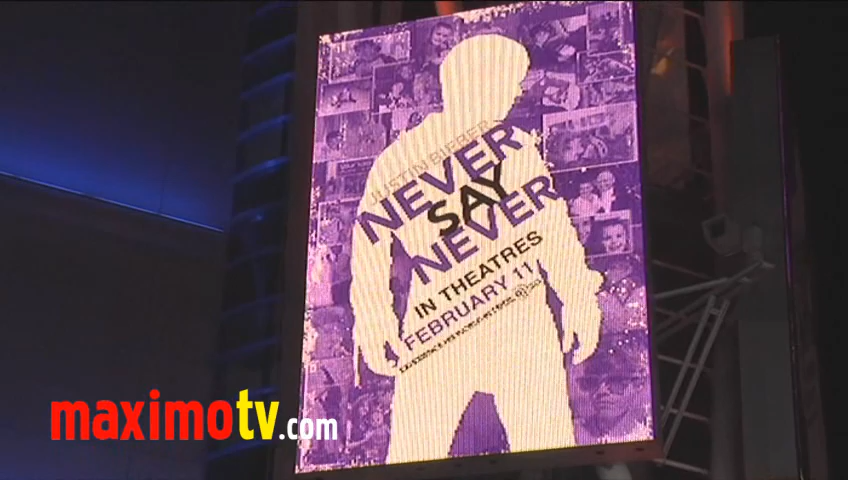 JUSTIN BIEBER
NEVER
SAY
NEVER
IN THEATRES
FEBRUARY 11
maximotv.com